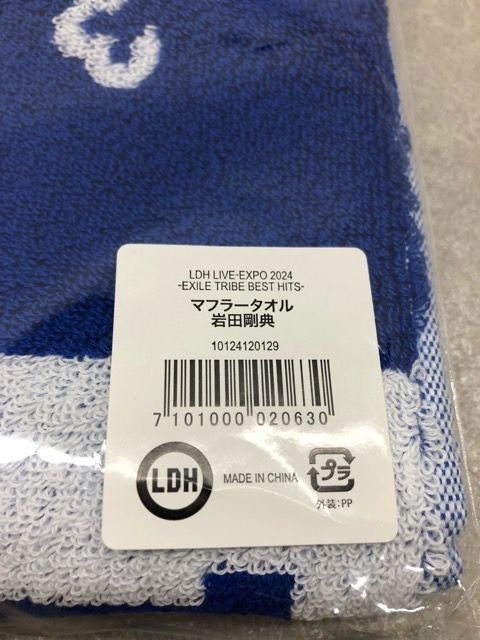 LDH LIVE-EXPO 2024
-EXILE TRIBE BEST HITS-
マフラータオル
岩田剛典
10124120129
7 101000 020630
LDH
MADE IN CHINA
プラ
外装:PP